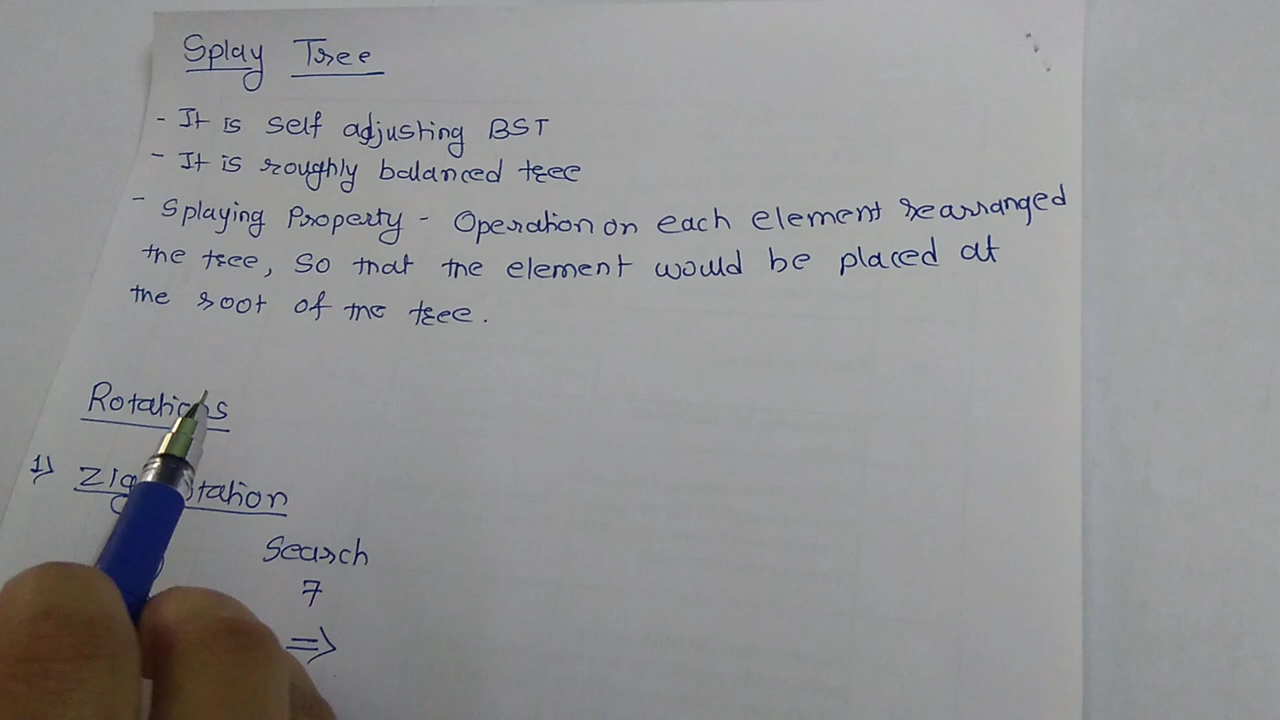 Splay Tree
- It is self adjusting BST
- It is roughly balanced tree
- Splaying Property - Operation on each element rearranged
the tree, so that the element would be placed at
the root of the tree.
Rotations
1)
Search
7
⇒